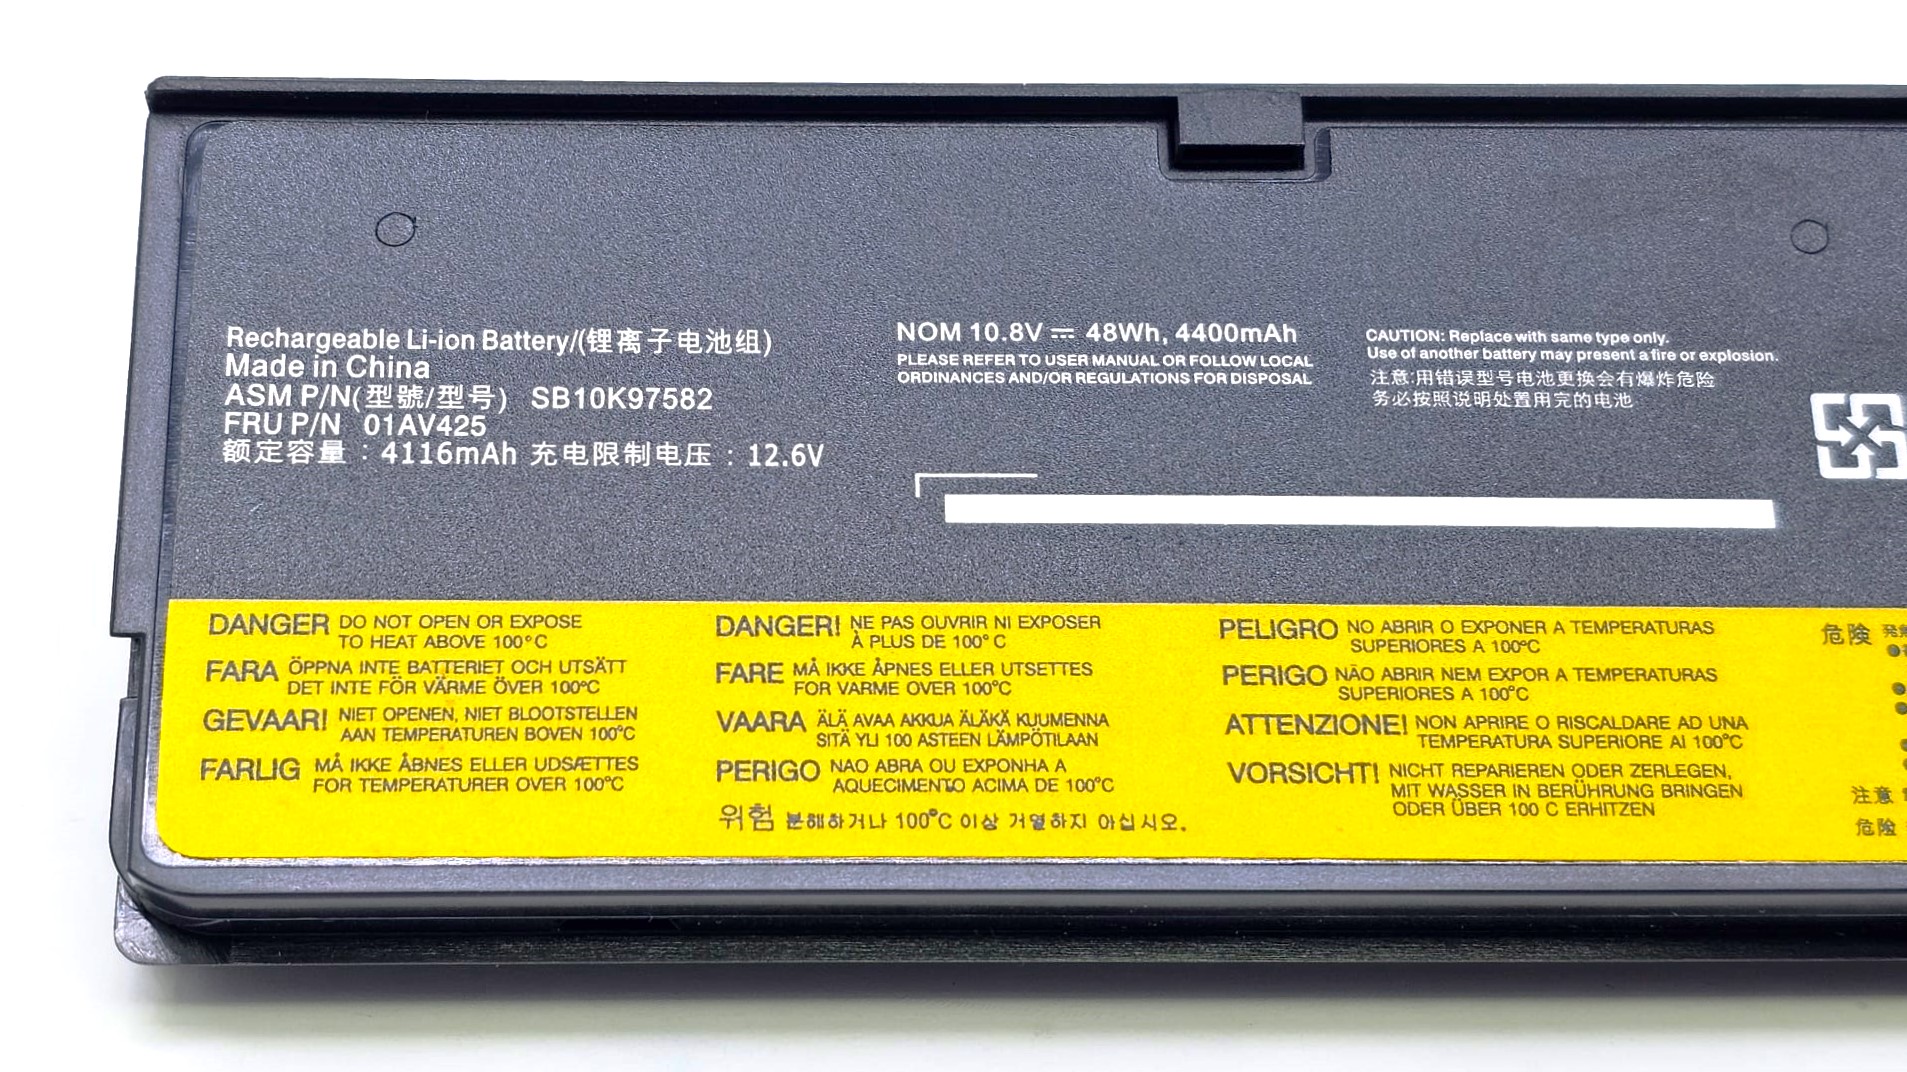 Rechargeable Li-ion Battery/(锂离子电池组)
Made in China
ASM P/N(型號/型号) SB10K97582
FRU P/N 01AV425
额定容量：4116mAh 充电限制电压：12.6V
NOM 10.8V ⎓ 48Wh, 4400mAh
PLEASE REFER TO USER MANUAL OR FOLLOW LOCAL
ORDINANCES AND/OR REGULATIONS FOR DISPOSAL
CAUTION: Replace with same type only.
Use of another battery may present a fire or explosion.
注意:用错误型号电池更换会有爆炸危险
务必按照说明处置用完的电池
DANGER DO NOT OPEN OR EXPOSE
TO HEAT ABOVE 100°C
FARA ÖPPNA INTE BATTERIET OCH UTSÄTT
DET INTE FÖR VÄRME ÖVER 100°C
GEVAAR! NIET OPENEN, NIET BLOOTSTELLEN
AAN TEMPERATUREN BOVEN 100°C
FARLIG MÅ IKKE ÅBNES ELLER UDSÆTTES
FOR TEMPERATURER OVER 100°C
DANGER! NE PAS OUVRIR NI EXPOSER
À PLUS DE 100°C
FARE MÅ IKKE ÅPNES ELLER UTSETTES
FOR VARME OVER 100°C
VAARA ÄLÄ AVAA AKKUA ÄLÄKÄ KUUMENNA
SITÄ YLI 100 ASTEEN LÄMPÖTILAAN
PERIGO NAO ABRA OU EXPONHA A
AQUECIMENTO ACIMA DE 100°C
위험 분해하거나 100°C 이상 거열하지 아십시오.
PELIGRO NO ABRIR O EXPONER A TEMPERATURAS
SUPERIORES A 100°C
PERIGO NÃO ABRIR NEM EXPOR A TEMPERATURAS
SUPERIORES A 100°C
ATTENZIONE! NON APRIRE O RISCALDARE AD UNA
TEMPERATURA SUPERIORE AI 100°C
VORSICHT! NICHT REPARIEREN ODER ZERLEGEN,
MIT WASSER IN BERÜHRUNG BRINGEN
ODER ÜBER 100 C ERHITZEN
危険
注意
危险